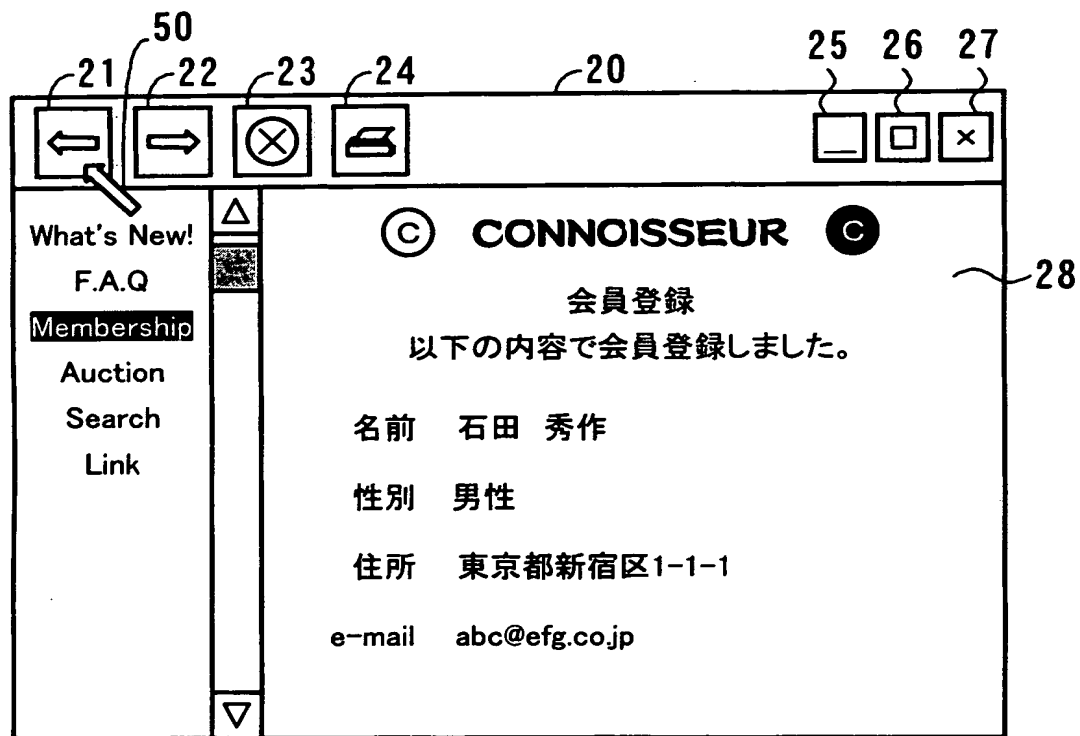 50
21 22 23 24 20 25 26 27
What's New!
F.A.Q
Membership
Auction
Search
Link
C CONNOISSEUR C
28
会員登録
以下の内容で会員登録しました。
名前 石田 秀作
性別 男性
住所 東京都新宿区1-1-1
e-mail abc@efg.co.jp